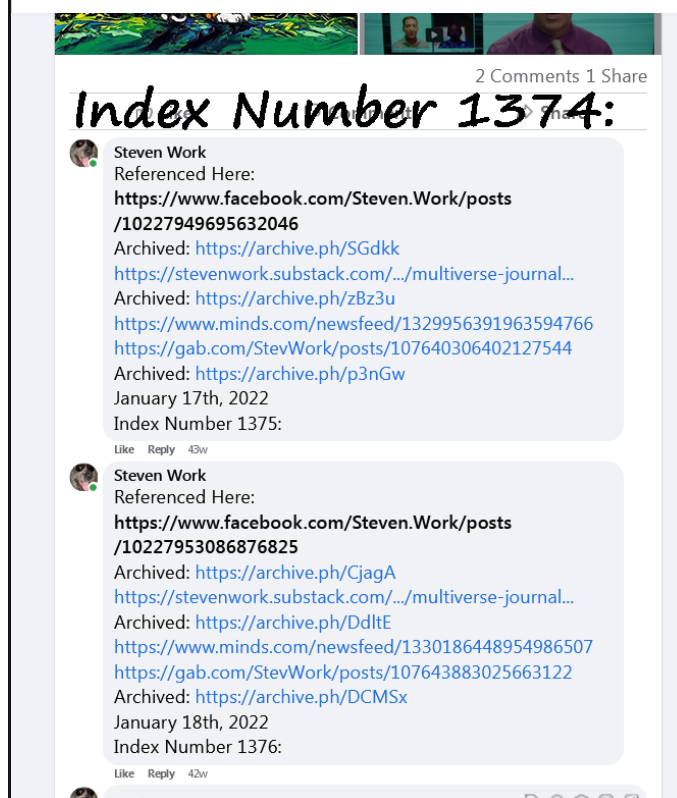 2 Comments 1 Share
Index Number 1374:
Steven Work
Referenced Here:
https://www.facebook.com/Steven.Work/posts
/10227949695632046
Archived: https://archive.ph/SGdkk
https://stevenwork.substack.com/.../multiverse-journal...
Archived: https://archive.ph/zBz3u
https://www.minds.com/newsfeed/1329956391963594766
https://gab.com/StevWork/posts/107640306402127544
Archived: https://archive.ph/p3nGw
January 17th, 2022
Index Number 1375:
Like Reply 43w
Steven Work
Referenced Here:
https://www.facebook.com/Steven.Work/posts
/10227953086876825
Archived: https://archive.ph/CjagA
https://stevenwork.substack.com/.../multiverse-journal...
Archived: https://archive.ph/DdltE
https://www.minds.com/newsfeed/1330186448954986507
https://gab.com/StevWork/posts/107643883025663122
Archived: https://archive.ph/DCMSx
January 18th, 2022
Index Number 1376:
Like Reply 42w